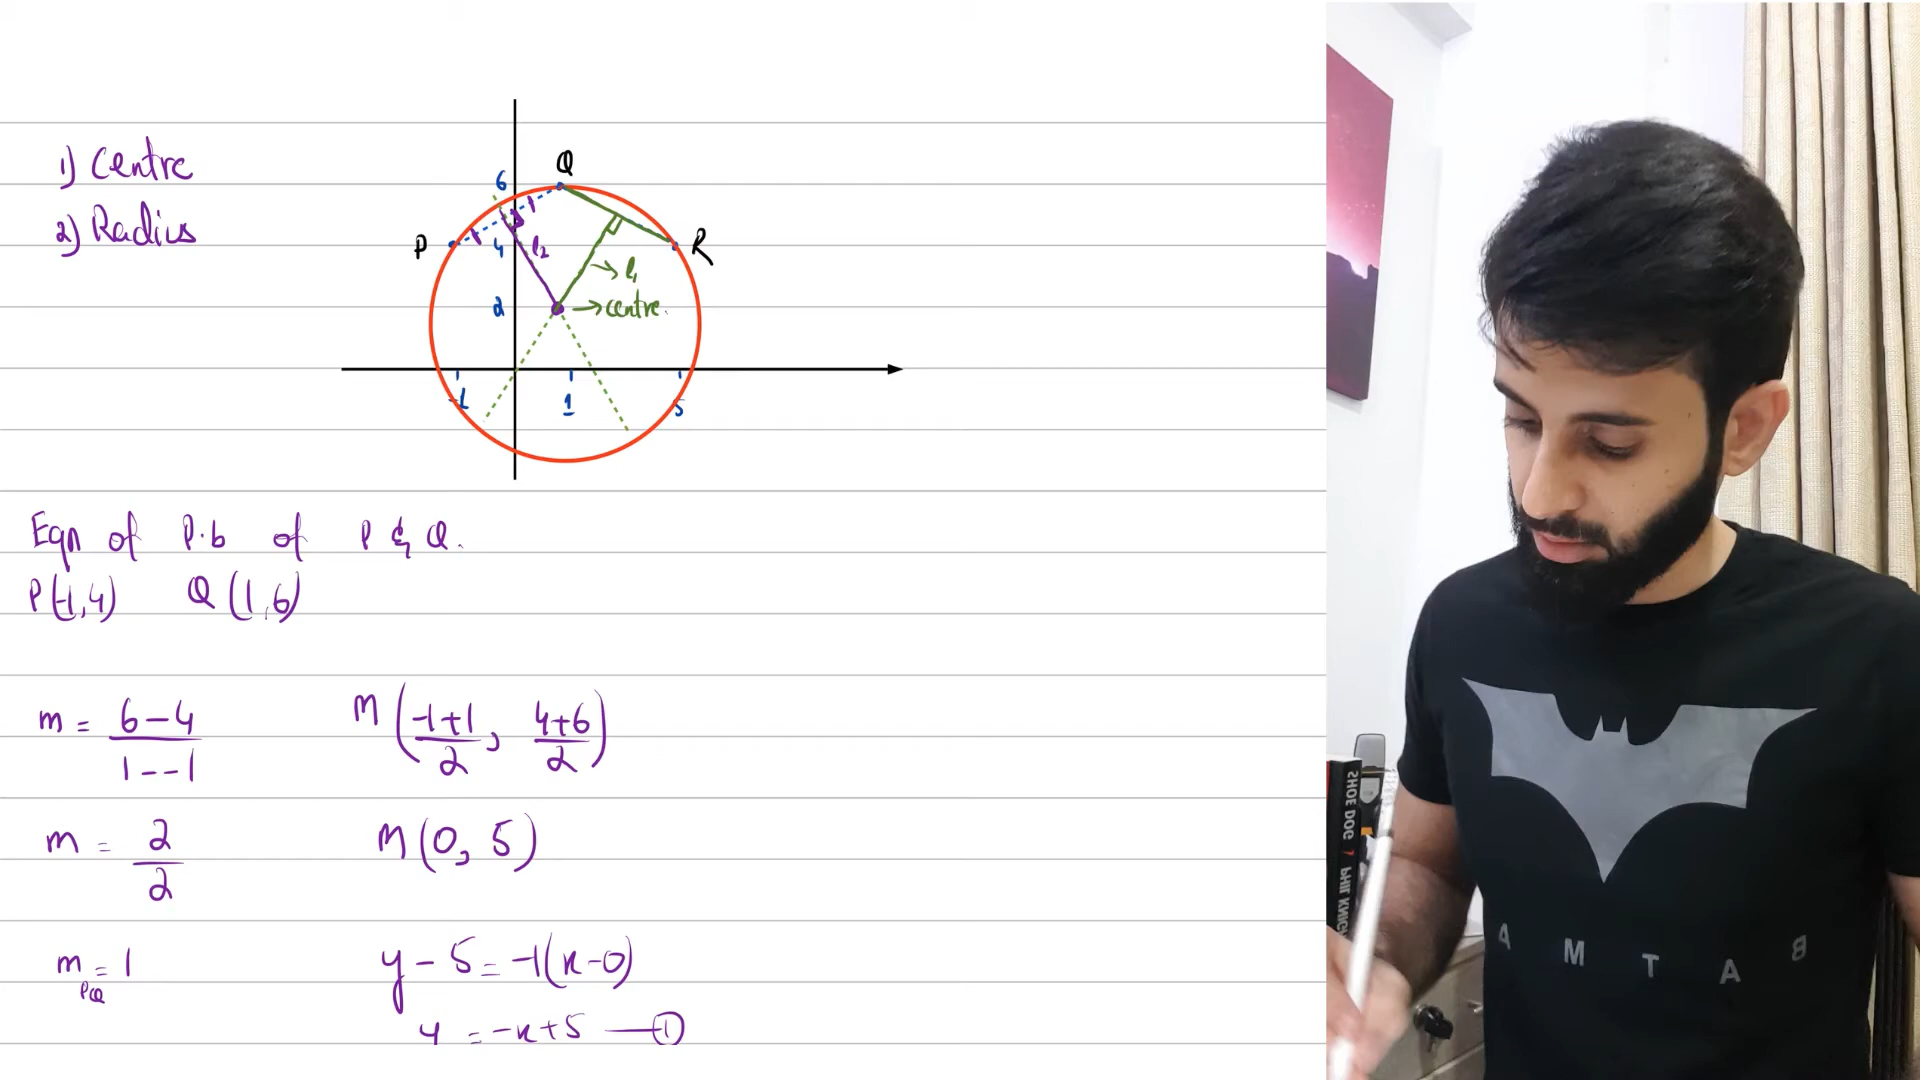 1) Centre
2) Radius
Q
6
P
4
l₂
R
l₁
2
→centre.
-1
1
5
Eqn of P.b of P & Q.
P(-1,4) Q(1,6)
m = 6-4 / 1--1
M(-1+1/2, 4+6/2)
m = 2/2
M(0, 5)
m PQ = 1
y - 5 = -1(x-0)
y = -x+5 —①
SHOE DOG
PHIL KNIG
BATMA